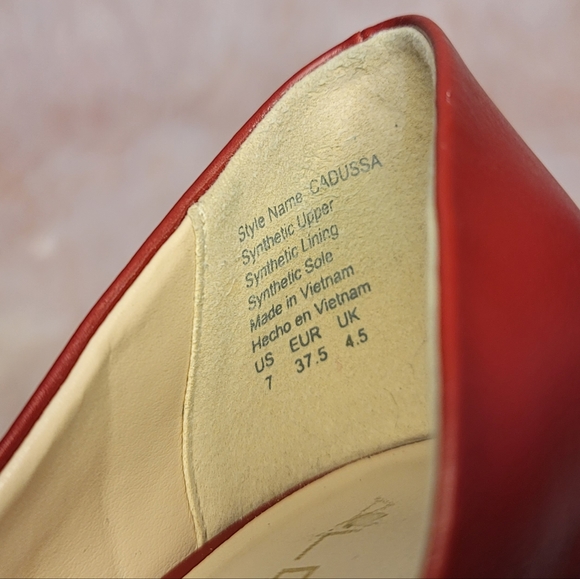 Style Name CADUSSA
Synthetic Upper
Synthetic Lining
Synthetic Sole
Made in Vietnam
Hecho en Vietnam
US EUR UK
7 37.5 4.5